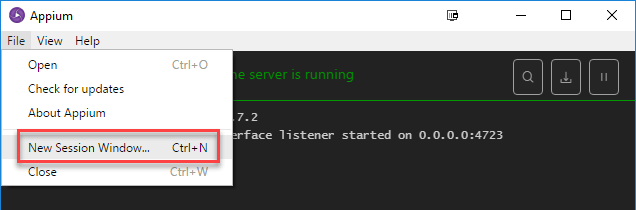 Appium
File View Help
Open Ctrl+O
Check for updates
About Appium
New Session Window... Ctrl+N
Close Ctrl+W
e server is running
.7.2
erface listener started on 0.0.0.0:4723